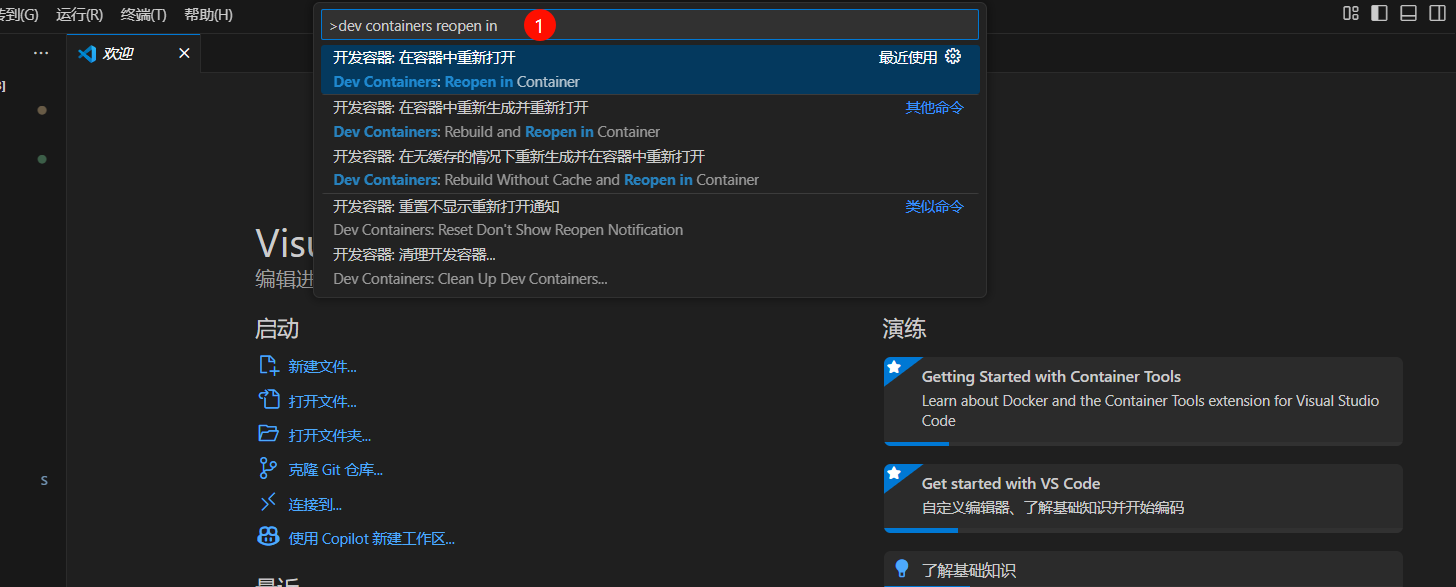 转到(G) 运行(R) 终端(T) 帮助(H)
>dev containers reopen in
1
欢迎
开发容器: 在容器中重新打开 最近使用
Dev Containers: Reopen in Container
开发容器: 在容器中重新生成并重新打开 其他命令
Dev Containers: Rebuild and Reopen in Container
开发容器: 在无缓存的情况下重新生成并在容器中重新打开
Dev Containers: Rebuild Without Cache and Reopen in Container
开发容器: 重置不显示重新打开通知 类似命令
Dev Containers: Reset Don't Show Reopen Notification
开发容器: 清理开发容器...
Dev Containers: Clean Up Dev Containers...
Visu
编辑进
启动
新建文件...
打开文件...
打开文件夹...
克隆 Git 仓库...
连接到...
使用 Copilot 新建工作区...
S
演练
Getting Started with Container Tools
Learn about Docker and the Container Tools extension for Visual Studio
Code
Get started with VS Code
自定义编辑器、了解基础知识并开始编码
了解基础知识